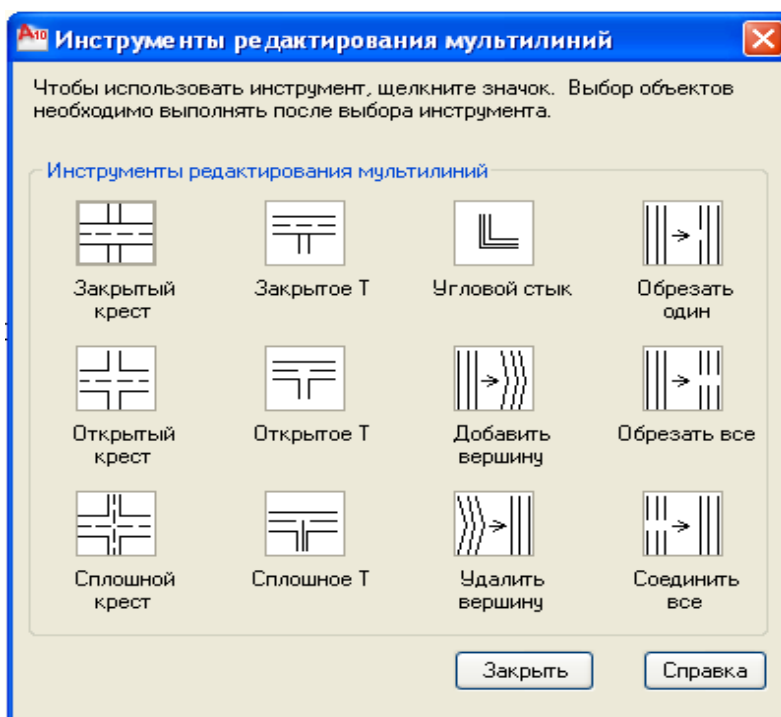 A10 Инструменты редактирования мультилиний
Чтобы использовать инструмент, щелкните значок. Выбор объектов
необходимо выполнять после выбора инструмента.
Инструменты редактирования мультилиний
Закрытый
крест
Закрытое Т
Угловой стык
Обрезать
один
Открытый
крест
Открытое Т
Добавить
вершину
Обрезать все
Сплошной
крест
Сплошное Т
Удалить
вершину
Соединить
все
Закрыть
Справка